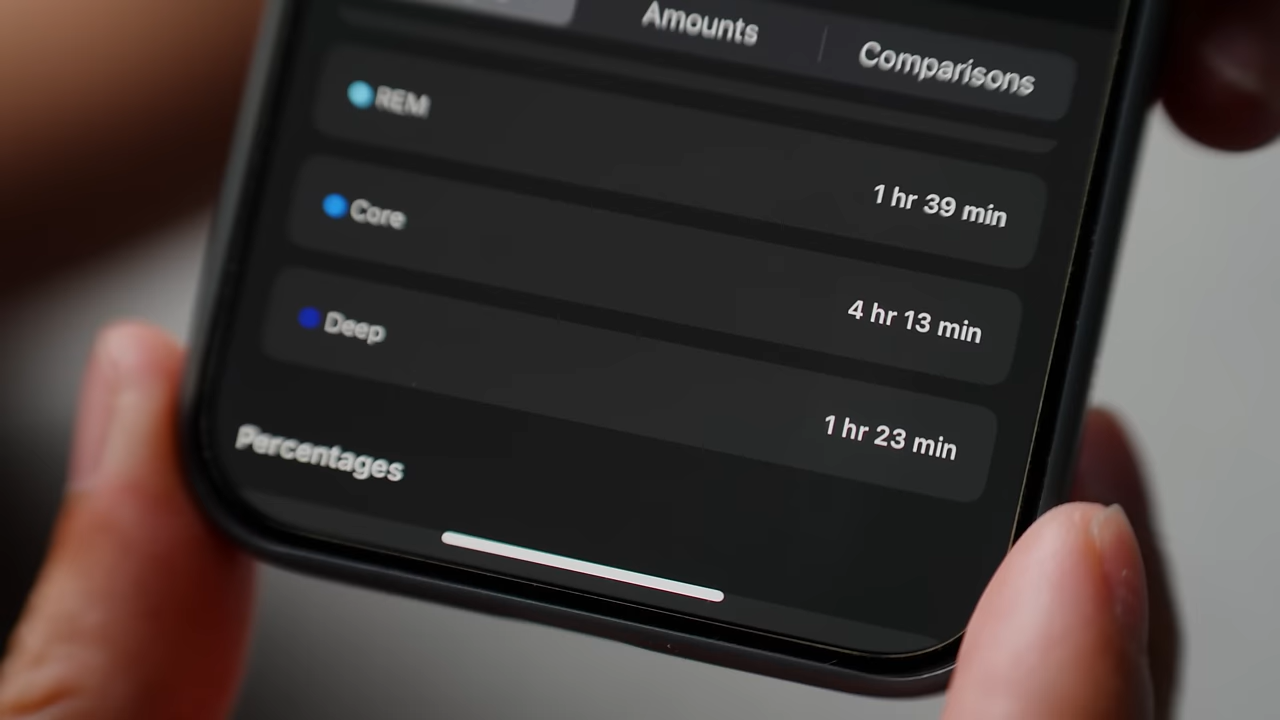 Amounts
Comparisons
REM
1 hr 39 min
Core
4 hr 13 min
Deep
1 hr 23 min
Percentages